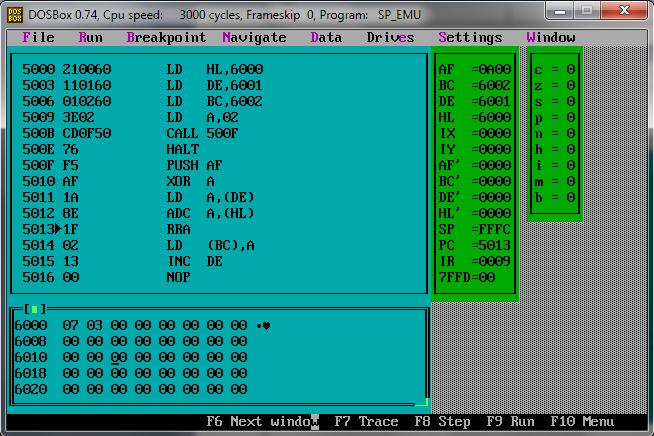 DOSBox 0.74, Cpu speed: 3000 cycles, Frameskip 0, Program: SP_EMU
File Run Breakpoint Navigate Data Drives Settings Window
5000 210060 LD HL,6000
5003 110160 LD DE,6001
5006 010260 LD BC,6002
5009 3E02 LD A,02
500B CD0F50 CALL 500F
500E 76 HALT
500F F5 PUSH AF
5010 AF XOR A
5011 1A LD A,(DE)
5012 8E ADC A,(HL)
5013►1F RRA
5014 02 LD (BC),A
5015 13 INC DE
5016 00 NOP
AF =0A00
BC =6002
DE =6001
HL =6000
IX =0000
IY =0000
AF' =0000
BC' =0000
DE' =0000
HL' =0000
SP =FFFC
PC =5013
IR =0009
7FFD=00
c = 0
z = 0
s = 0
p = 0
n = 0
h = 0
i = 0
m = 0
b = 0
[■]
6000 07 03 00 00 00 00 00 00 •♥
6008 00 00 00 00 00 00 00 00
6010 00 00 00 00 00 00 00 00
6018 00 00 00 00 00 00 00 00
6020 00 00 00 00 00 00 00 00
F6 Next window F7 Trace F8 Step F9 Run F10 Menu